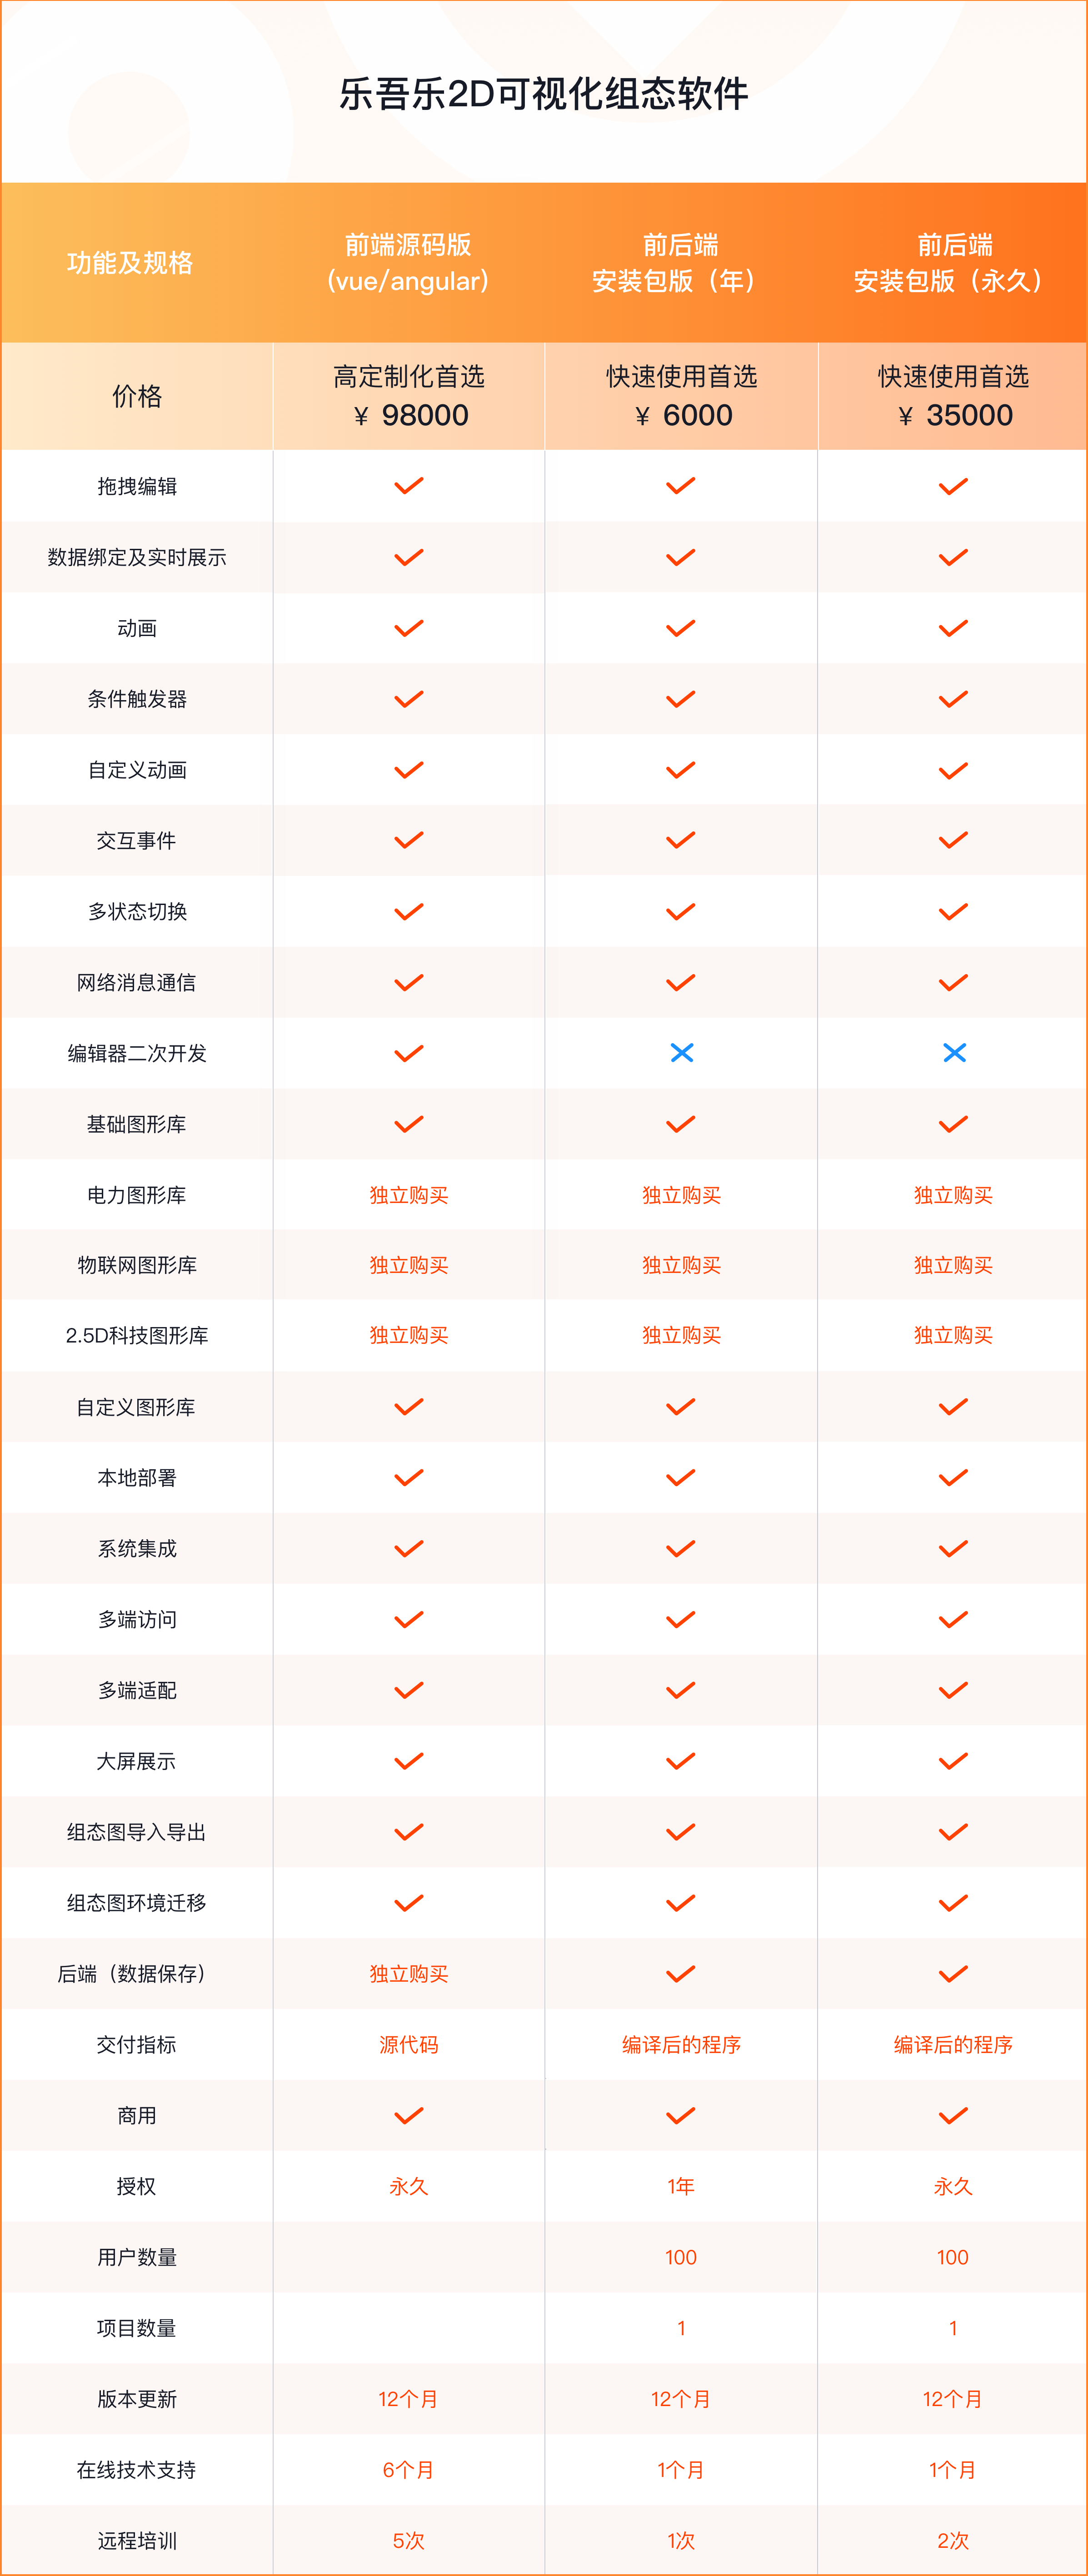 乐吾乐2D可视化组态软件
功能及规格
前端源码版
(vue/angular)
前后端
安装包版（年）
前后端
安装包版（永久）
价格
高定制化首选
¥ 98000
快速使用首选
¥ 6000
快速使用首选
¥ 35000
拖拽编辑
数据绑定及实时展示
动画
条件触发器
自定义动画
交互事件
多状态切换
网络消息通信
编辑器二次开发
基础图形库
电力图形库 独立购买 独立购买 独立购买
物联网图形库 独立购买 独立购买 独立购买
2.5D科技图形库 独立购买 独立购买 独立购买
自定义图形库
本地部署
系统集成
多端访问
多端适配
大屏展示
组态图导入导出
组态图环境迁移
后端（数据保存） 独立购买
交付指标 源代码 编译后的程序 编译后的程序
商用
授权 永久 1年 永久
用户数量 100 100
项目数量 1 1
版本更新 12个月 12个月 12个月
在线技术支持 6个月 1个月 1个月
远程培训 5次 1次 2次